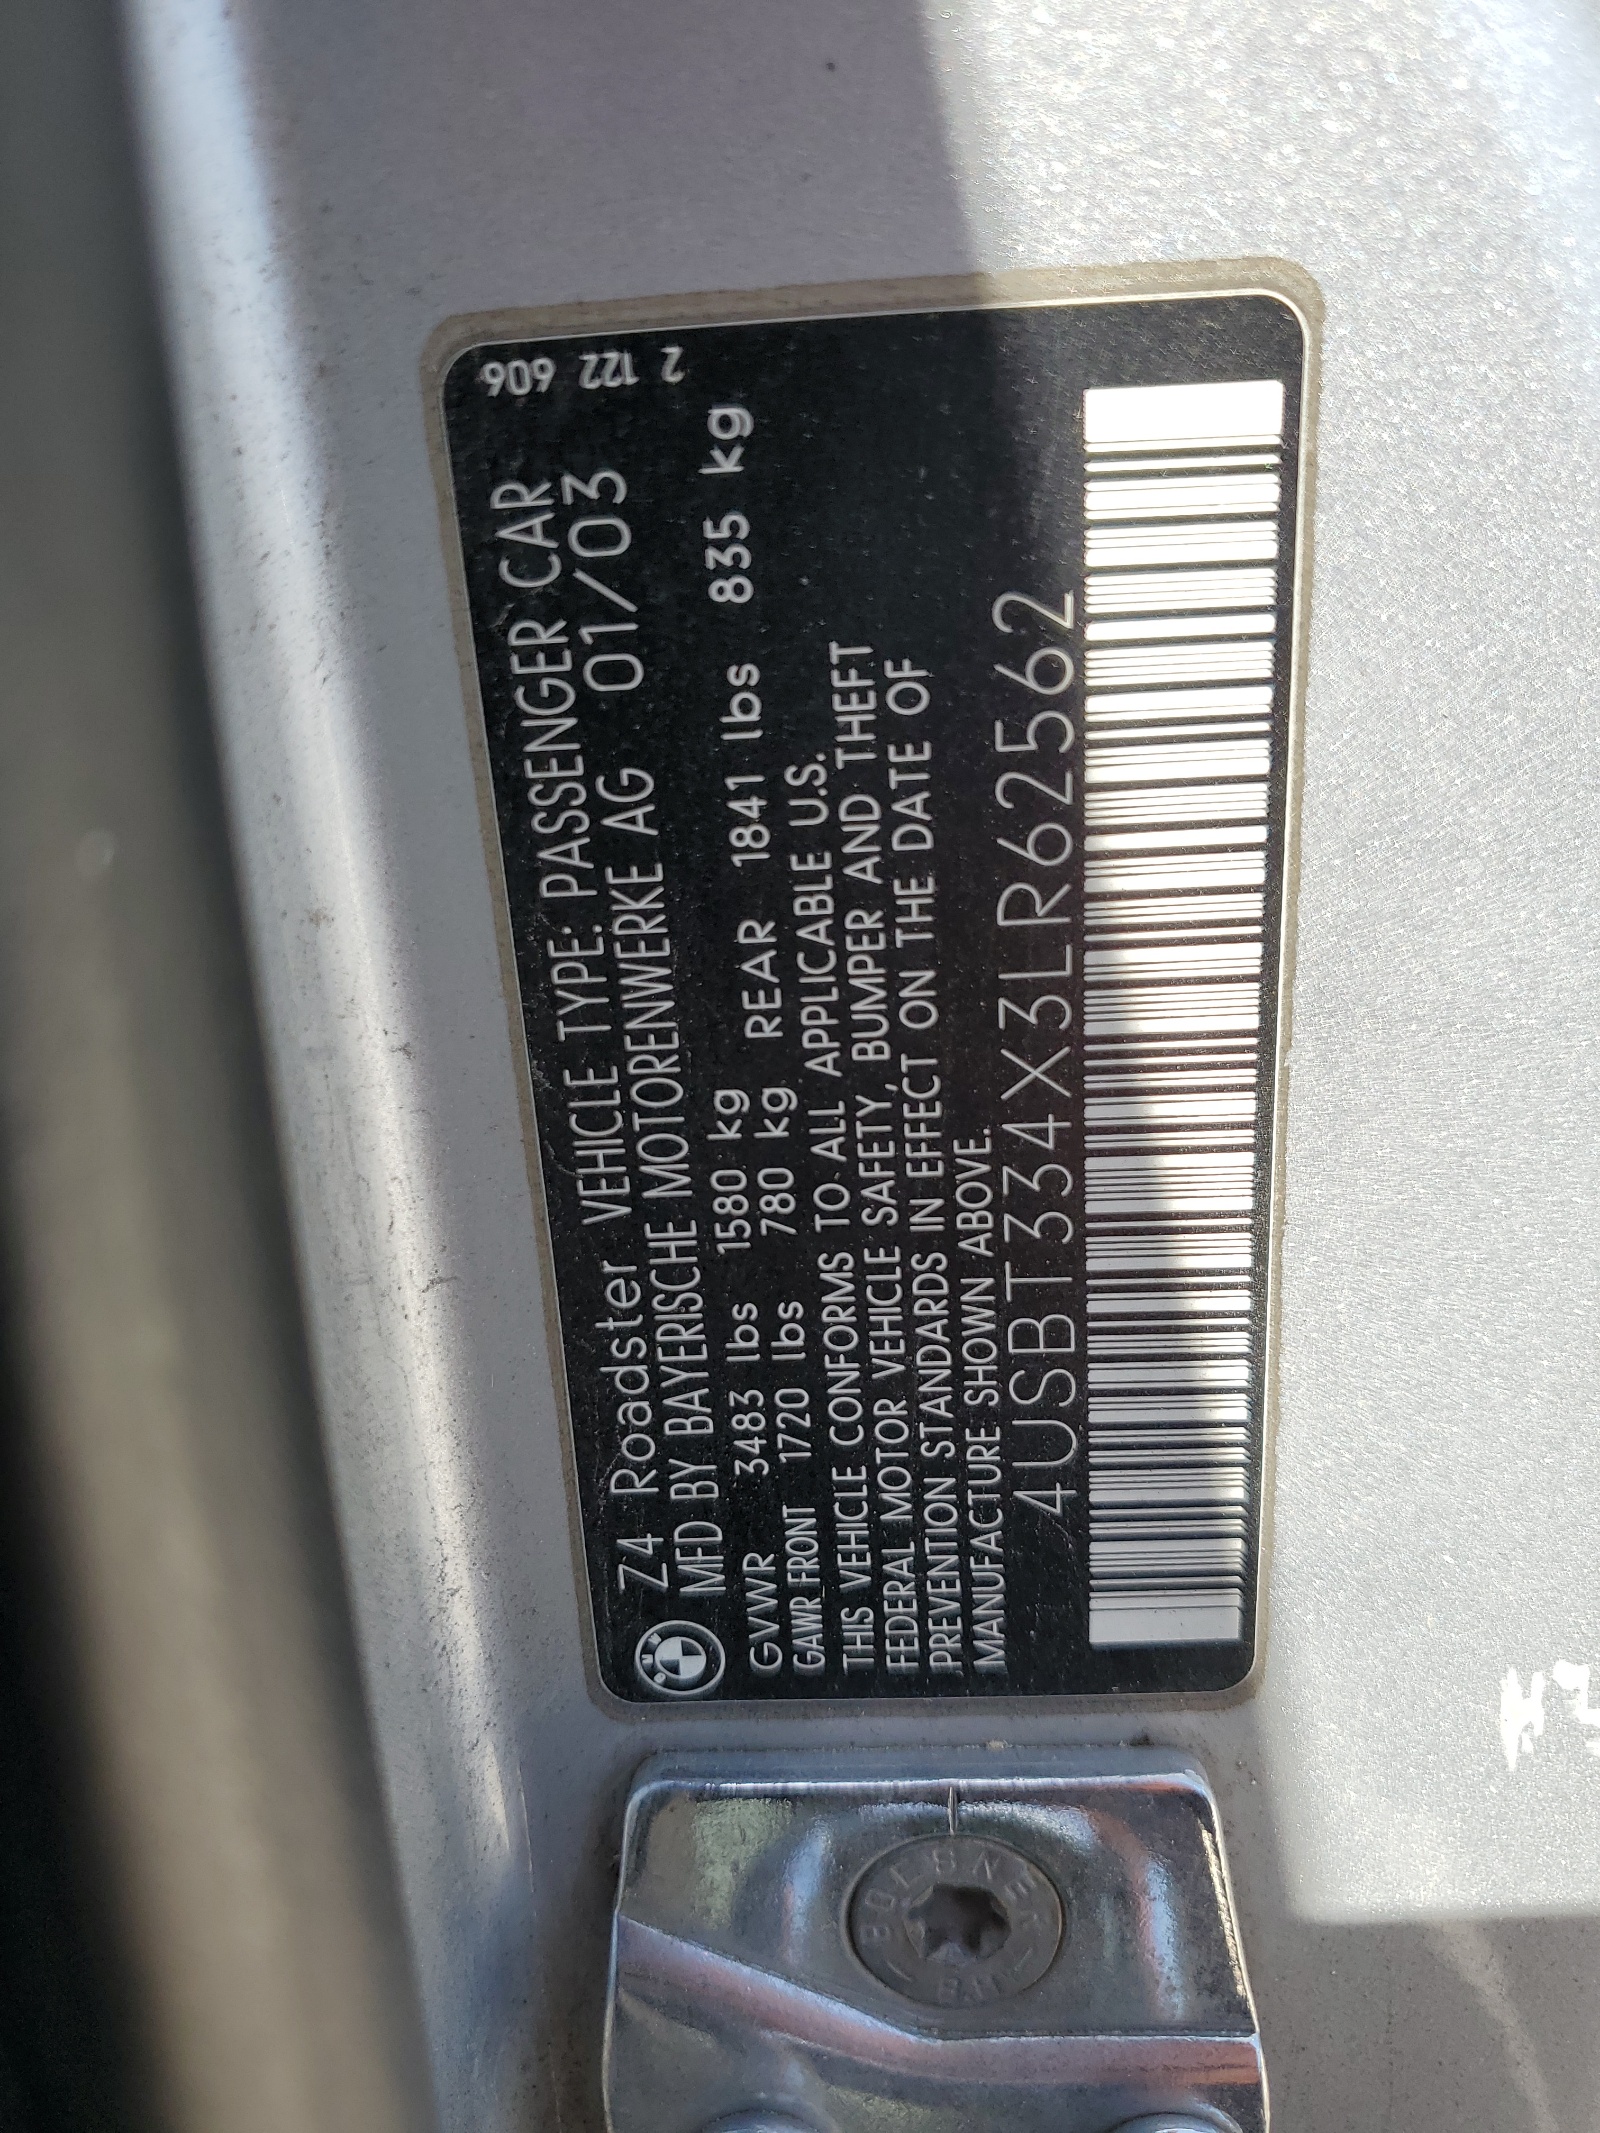 Z4 Roadster VEHICLE TYPE: PASSENGER CAR
MFD BY BAYERISCHE MOTORENWERKE AG 01/03
GVWR 3483 lbs 1580 kg
GAWR FRONT 1720 lbs 780 kg REAR 1841 lbs 835 kg
THIS VEHICLE CONFORMS TO ALL APPLICABLE U.S.
FEDERAL MOTOR VEHICLE SAFETY, BUMPER AND THEFT
PREVENTION STANDARDS IN EFFECT ON THE DATE OF
MANUFACTURE SHOWN ABOVE.
4USBT334X3LR62562
2 122 606
BMW
BOESNER